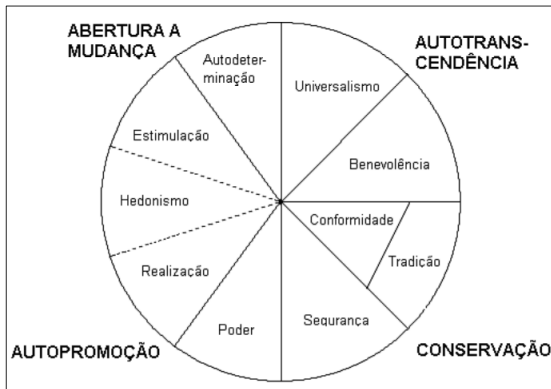 ABERTURA A
MUDANÇA
AUTOTRANS-
CENDÊNCIA
Autodeter-
minação
Universalismo
Estimulação
Benevolência
Hedonismo
Conformidade
Tradição
Realização
Poder
Segurança
AUTOPROMOÇÃO
CONSERVAÇÃO